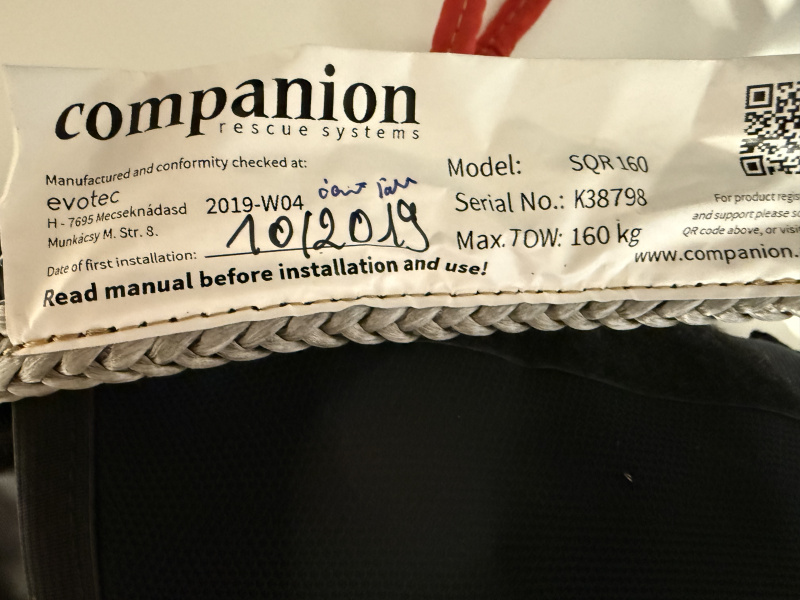 companion
rescue systems
Manufactured and conformity checked at:
evotec
H - 7695 Mecseknádasd
Munkácsy M. Str. 8.
2019-W04
Date of first installation: 10/2019
Read manual before installation and use!
Model: SQR 160
Serial No.: K38798
Max. TOW: 160 kg
For product regis
and support please sc
QR code above, or visi
www.companion.